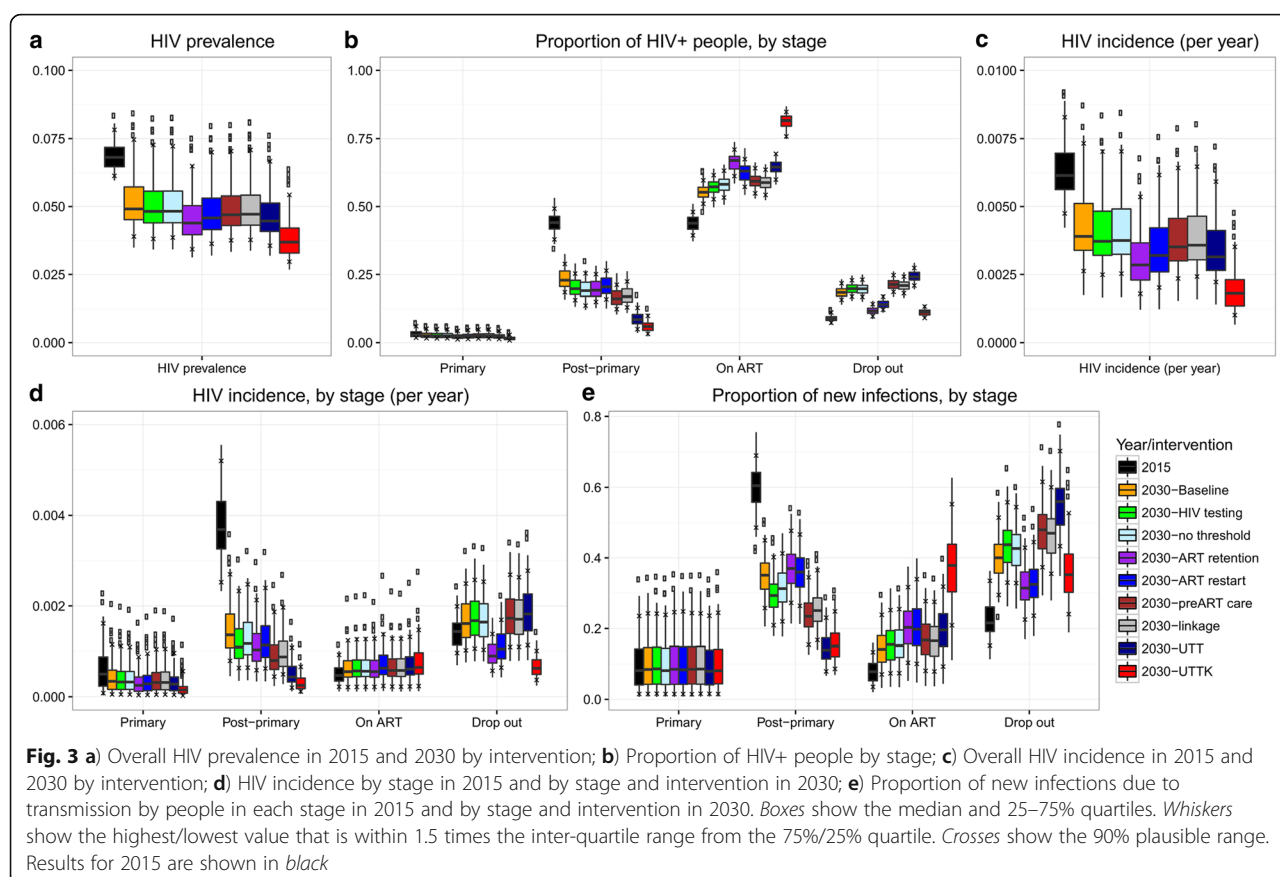 a
HIV prevalence
0.100
0.075
0.050
0.025
0.000
HIV prevalence
b
Proportion of HIV+ people, by stage
1.00
0.75
0.50
0.25
0.00
Primary
Post−primary
On ART
Drop out
c
HIV incidence (per year)
0.0100
0.0075
0.0050
0.0025
0.0000
HIV incidence (per year)
d
HIV incidence, by stage (per year)
0.006
0.004
0.002
0.000
Primary
Post−primary
On ART
Drop out
e
Proportion of new infections, by stage
0.8
0.6
0.4
0.2
0.0
Primary
Post−primary
On ART
Drop out
Year/intervention
2015
2030−Baseline
2030−HIV testing
2030−no threshold
2030−ART retention
2030−ART restart
2030−preART care
2030−linkage
2030−UTT
2030−UTTK
Fig. 3 a) Overall HIV prevalence in 2015 and 2030 by intervention; b) Proportion of HIV+ people by stage; c) Overall HIV incidence in 2015 and
2030 by intervention; d) HIV incidence by stage in 2015 and by stage and intervention in 2030; e) Proportion of new infections due to
transmission by people in each stage in 2015 and by stage and intervention in 2030. Boxes show the median and 25–75% quartiles. Whiskers
show the highest/lowest value that is within 1.5 times the inter-quartile range from the 75%/25% quartile. Crosses show the 90% plausible range.
Results for 2015 are shown in black